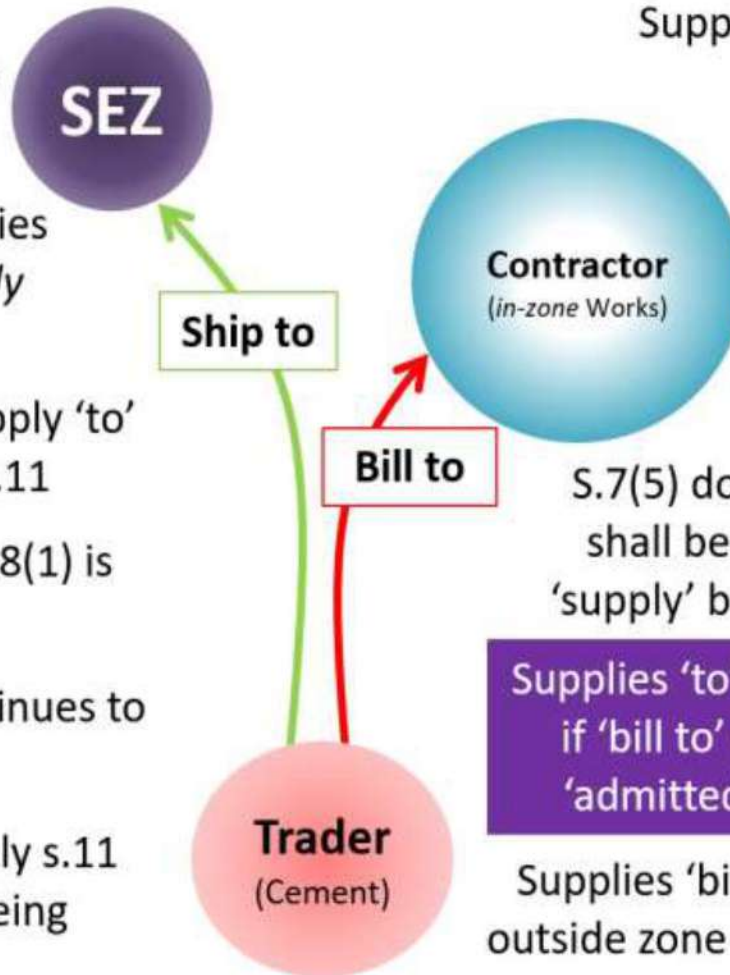 Supp
SEZ
ies
ly
Ship to
Contractor
(in-zone Works)
pply ‘to’
.11
Bill to
8(1) is
S.7(5) do
shall be
‘supply’ b
inues to
Supplies ‘to
if ‘bill to’
‘admitted
Trader
(Cement)
ly s.11
eing
Supplies ‘bi
outside zone